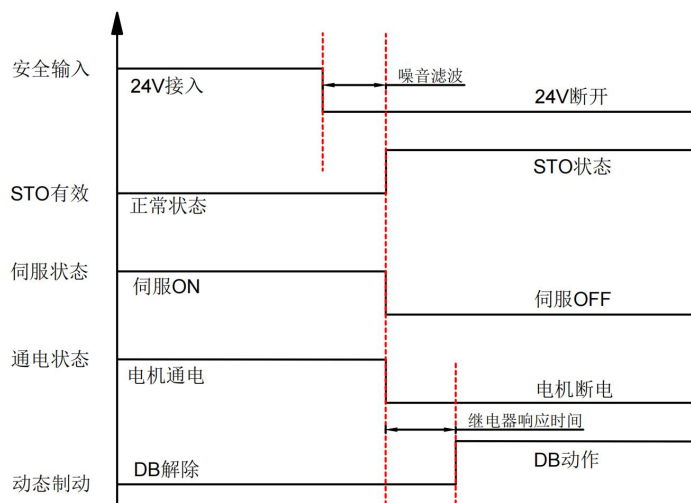 安全输入
24V接入
噪音滤波
24V断开
STO有效
正常状态
STO状态
伺服状态
伺服ON
伺服OFF
通电状态
电机通电
电机断电
继电器响应时间
动态制动
DB解除
DB动作